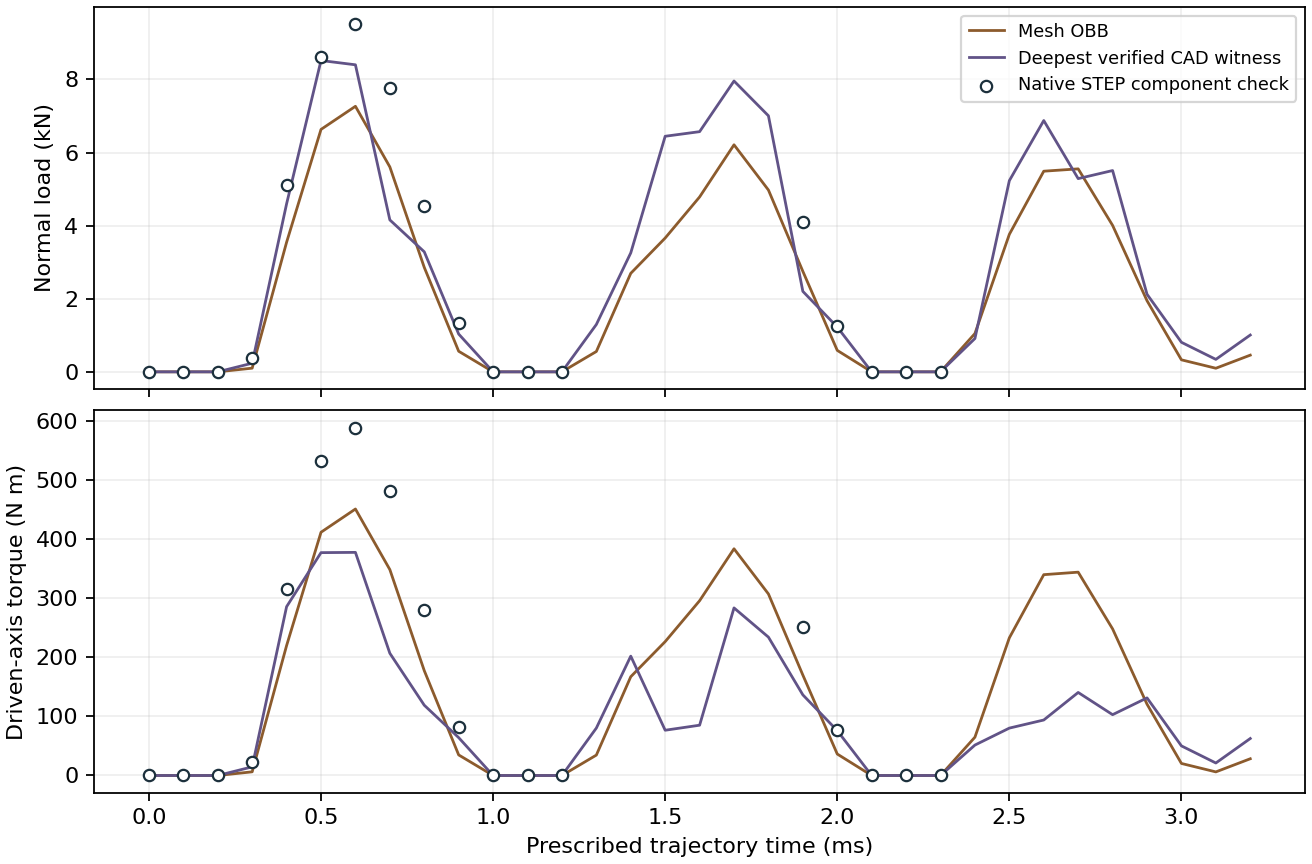 Normal load (kN)
8
6
4
2
0
Mesh OBB
Deepest verified CAD witness
Native STEP component check
Driven-axis torque (N m)
600
500
400
300
200
100
0
0.0 0.5 1.0 1.5 2.0 2.5 3.0
Prescribed trajectory time (ms)